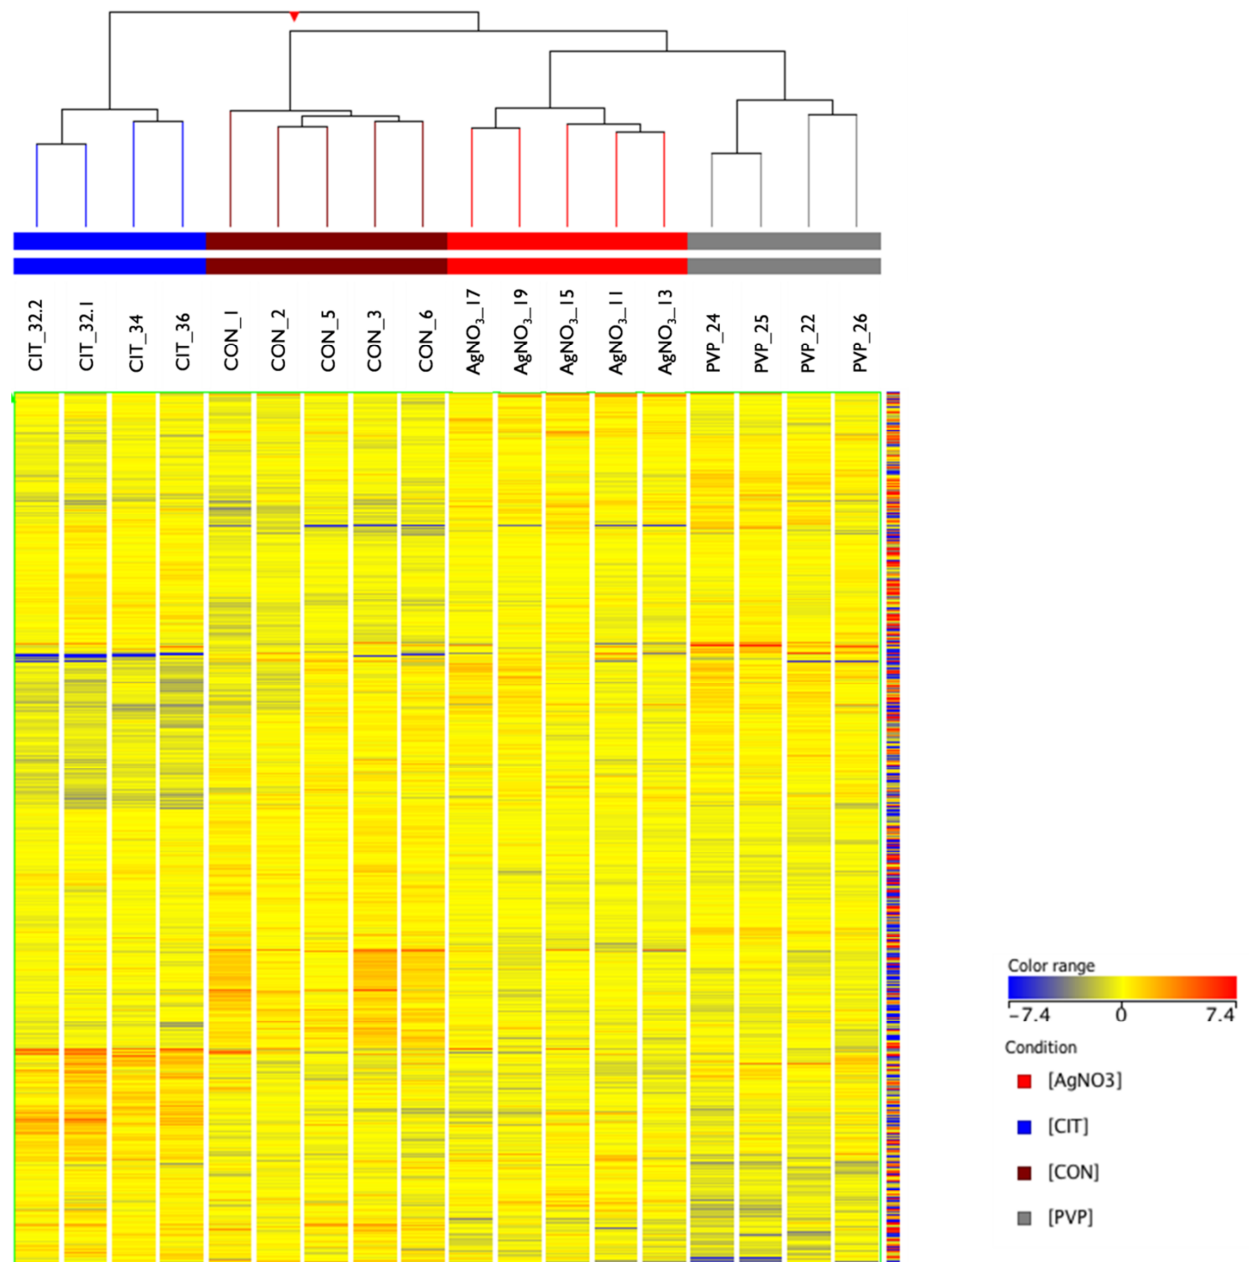 CIT_32.2
CIT_32.1
CIT_34
CIT_36
CON_1
CON_2
CON_5
CON_3
CON_6
AgNO₃_17
AgNO₃_19
AgNO₃_15
AgNO₃_11
AgNO₃_13
PVP_24
PVP_25
PVP_22
PVP_26
Color range
−7.4 0 7.4
Condition
[AgNO3]
[CIT]
[CON]
[PVP]